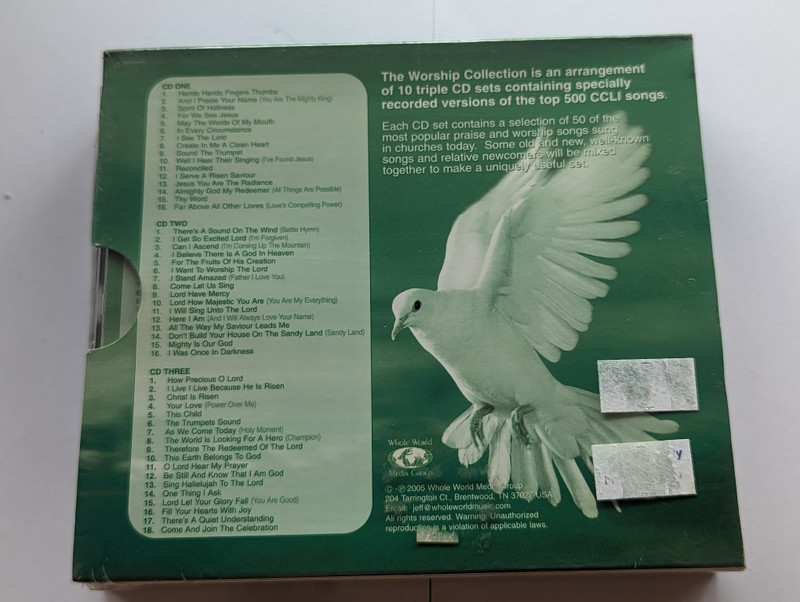 CD ONE
1. Hands Hands Fingers Thumbs
2. And I Praise Your Name (You Are The Mighty King)
3. Spirit Of Holiness
4. For We See Jesus
5. May The Words Of My Mouth
6. In Every Circumstance
7. I See The Lord
8. Create In Me A Clean Heart
9. Sound The Trumpet
10. Well I Hear Their Singing (I've Found Jesus)
11. Reconciled
12. I Serve A Risen Saviour
13. Jesus You Are The Radiance
14. Almighty God My Redeemer (All Things Are Possible)
15. Thy Word
16. Far Above All Other Loves (Love's Compelling Power)
CD TWO
1. There's A Sound On The Wind (Battle Hymn)
2. I Get So Excited Lord (I'm Forgiven)
3. Can I Ascend (I'm Coming Up The Mountain)
4. I Believe There Is A God In Heaven
5. For The Fruits Of His Creation
6. I Want To Worship The Lord
7. I Stand Amazed (Father I Love You)
8. Come Let Us Sing
9. Lord Have Mercy
10. Lord How Majestic You Are (You Are My Everything)
11. I Will Sing Unto The Lord
12. Here I Am (And I Will Always Love Your Name)
13. All The Way My Saviour Leads Me
14. Don't Build Your House On The Sandy Land (Sandy Land)
15. Mighty Is Our God
16. I Was Once In Darkness
CD THREE
1. How Precious O Lord
2. I Live I Live Because He Is Risen
3. Christ Is Risen
4. Your Love (Power Over Me)
5. This Child
6. The Trumpets Sound
7. As We Come Today (Holy Moment)
8. The World Is Looking For A Hero (Champion)
9. Therefore The Redeemed Of The Lord
10. This Earth Belongs To God
11. O Lord Hear My Prayer
12. Be Still And Know That I Am God
13. Sing Hallelujah To The Lord
14. One Thing I Ask
15. Lord Let Your Glory Fall (You Are Good)
16. Fill Your Hearts With Joy
17. There's A Quiet Understanding
18. Come And Join The Celebration
The Worship Collection is an arrangement
of 10 triple CD sets containing specially
recorded versions of the top 500 CCLI songs.
Each CD set contains a selection of 50 of the
most popular praise and worship songs sung
in churches today. Some old and new, well-known
songs and relative newcomers will be mixed
together to make a uniquely useful set.
Whole World
Media Group
© ℗ 2005 Whole World Media Group
204 Tarrington Ct., Brentwood, TN 37027 USA
Email: jeff@wholeworldmusic.com
All rights reserved. Warning: Unauthorized
reproduction is a violation of applicable laws.